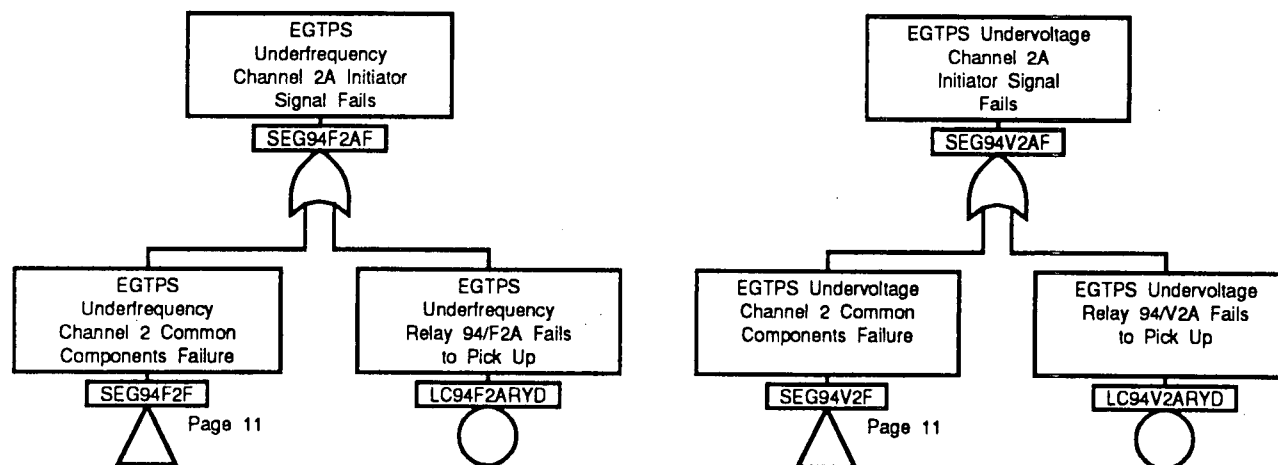 EGTPS
Underfrequency
Channel 2A Initiator
Signal Fails
SEG94F2AF
EGTPS
Underfrequency
Channel 2 Common
Components Failure
SEG94F2F
Page 11
EGTPS
Underfrequency
Relay 94/F2A Fails
to Pick Up
LC94F2ARYD
EGTPS Undervoltage
Channel 2A
Initiator Signal
Fails
SEG94V2AF
EGTPS Undervoltage
Channel 2 Common
Components Failure
SEG94V2F
Page 11
EGTPS Undervoltage
Relay 94/V2A Fails
to Pick Up
LC94V2ARYD